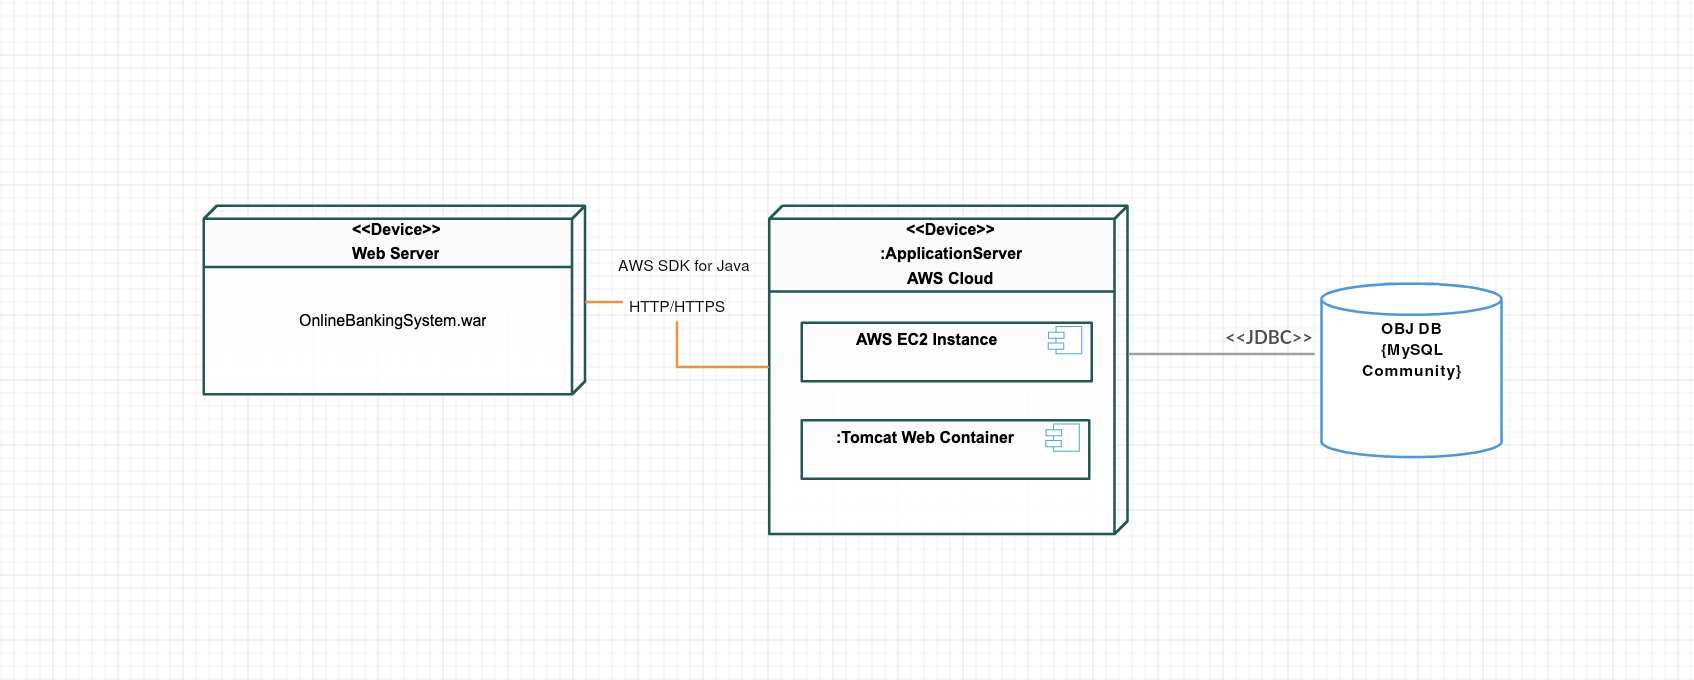 <<Device>>
Web Server
OnlineBankingSystem.war
AWS SDK for Java
HTTP/HTTPS
<<Device>>
:ApplicationServer
AWS Cloud
AWS EC2 Instance
:Tomcat Web Container
<<JDBC>>
OBJ DB
{MySQL
Community}